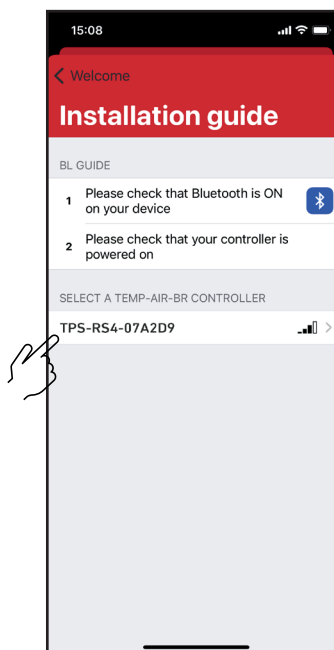 15:08
Welcome
Installation guide
BL GUIDE
1 Please check that Bluetooth is ON
on your device
2 Please check that your controller is
powered on
SELECT A TEMP-AIR-BR CONTROLLER
TPS-RS4-07A2D9